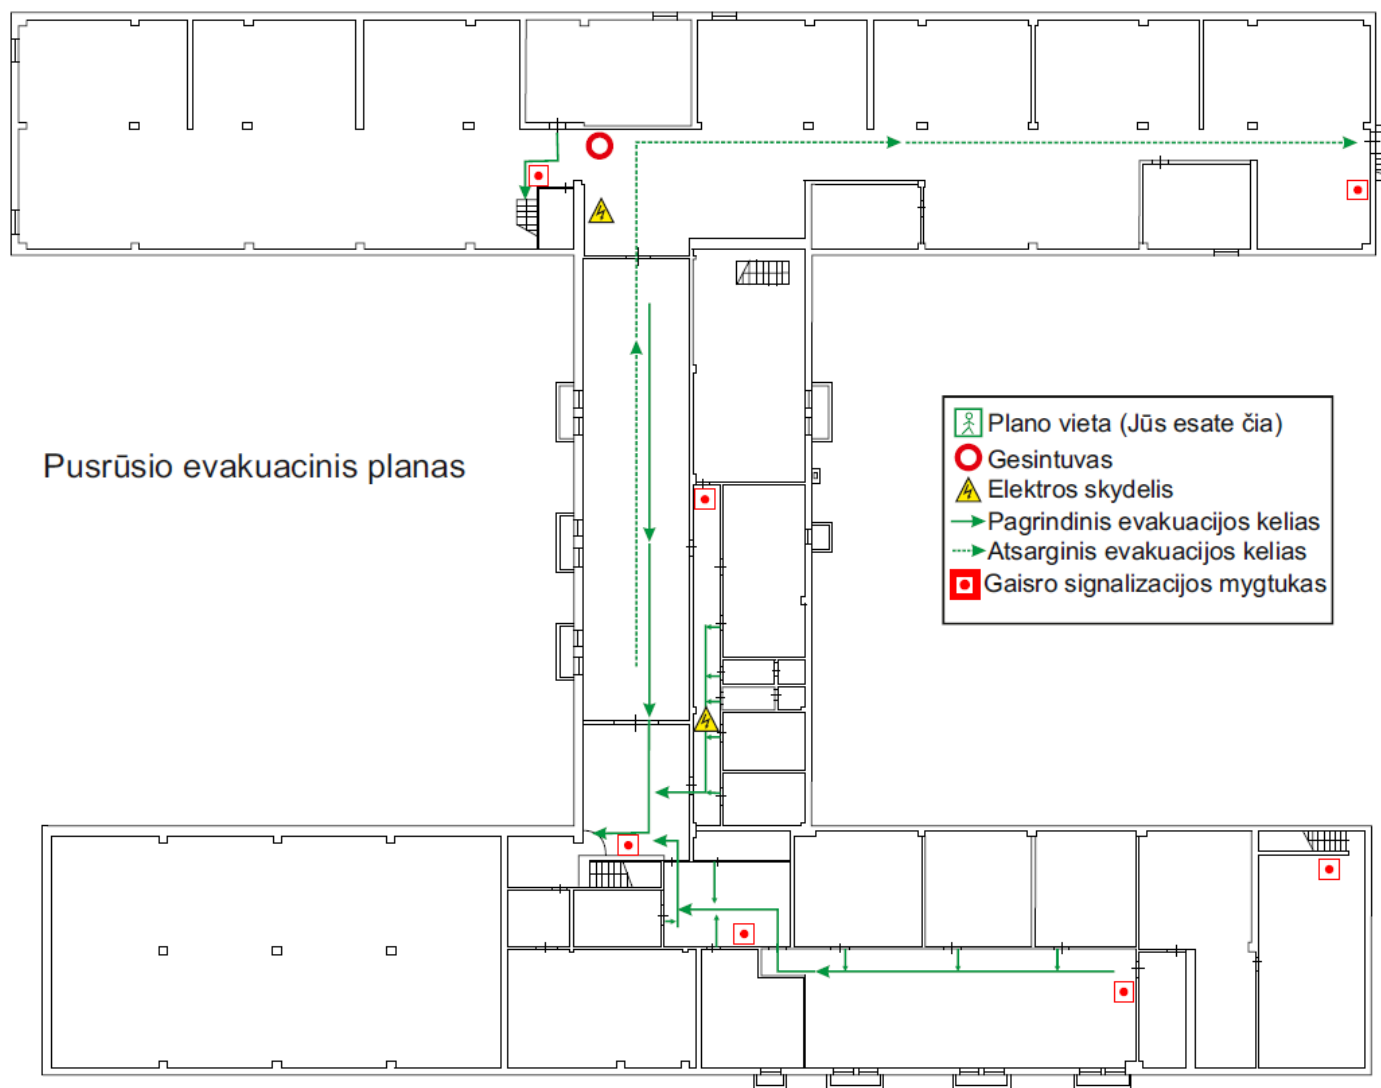 Pusrūsio evakuacinis planas
Plano vieta (Jūs esate čia)
Gesintuvas
Elektros skydelis
Pagrindinis evakuacijos kelias
Atsarginis evakuacijos kelias
Gaisro signalizacijos mygtukas